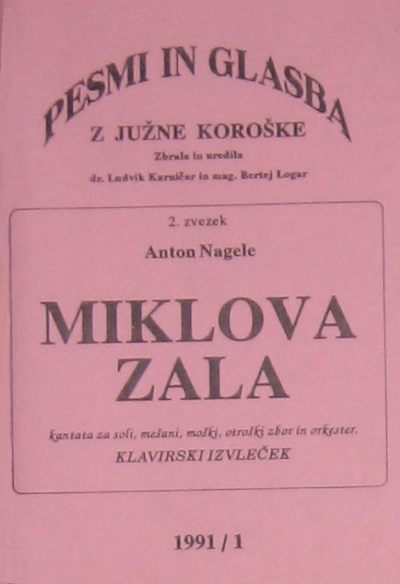 PESMI IN GLASBA
Z JUŽNE KOROŠKE
Zbrala in uredila
dr. Ludvik Karničar in mag. Bertej Logar
2. zvezek
Anton Nagele
MIKLOVA
ZALA
kantata za soli, mešani, moški, otroški zbor in orkester.
KLAVIRSKI IZVLEČEK
1991 / 1